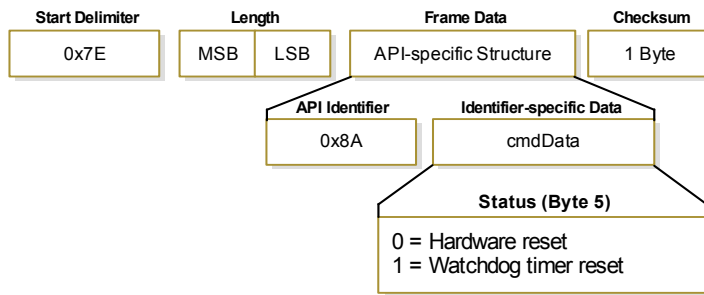 Start Delimiter
Length
Frame Data
Checksum
0x7E
MSB
LSB
API-specific Structure
1 Byte
API Identifier
Identifier-specific Data
0x8A
cmdData
Status (Byte 5)
0 = Hardware reset
1 = Watchdog timer reset